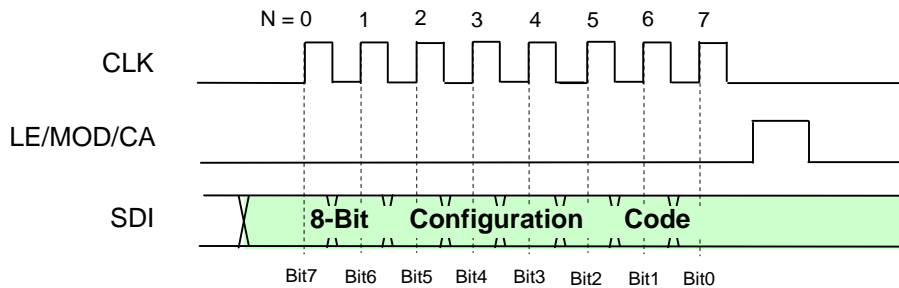 N = 0 1 2 3 4 5 6 7
CLK
LE/MOD/CA
SDI 8-Bit Configuration Code
Bit7 Bit6 Bit5 Bit4 Bit3 Bit2 Bit1 Bit0